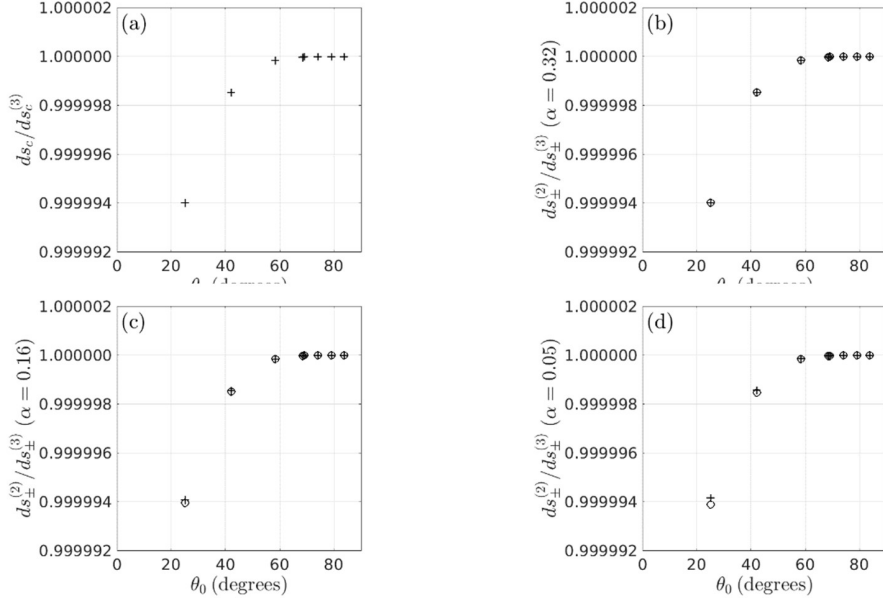 (a)
1.000002
1.000000
0.999998
0.999996
0.999994
0.999992
ds_c/ds_c^{(3)}
0 20 40 60 80
(degrees)
(b)
1.000002
1.000000
0.999998
0.999996
0.999994
0.999992
ds_±^{(2)}/ds_±^{(3)} (α = 0.32)
0 20 40 60 80
(degrees)
(c)
1.000002
1.000000
0.999998
0.999996
0.999994
0.999992
ds_±^{(2)}/ds_±^{(3)} (α = 0.16)
0 20 40 60 80
θ_0 (degrees)
(d)
1.000002
1.000000
0.999998
0.999996
0.999994
0.999992
ds_±^{(2)}/ds_±^{(3)} (α = 0.05)
0 20 40 60 80
θ_0 (degrees)